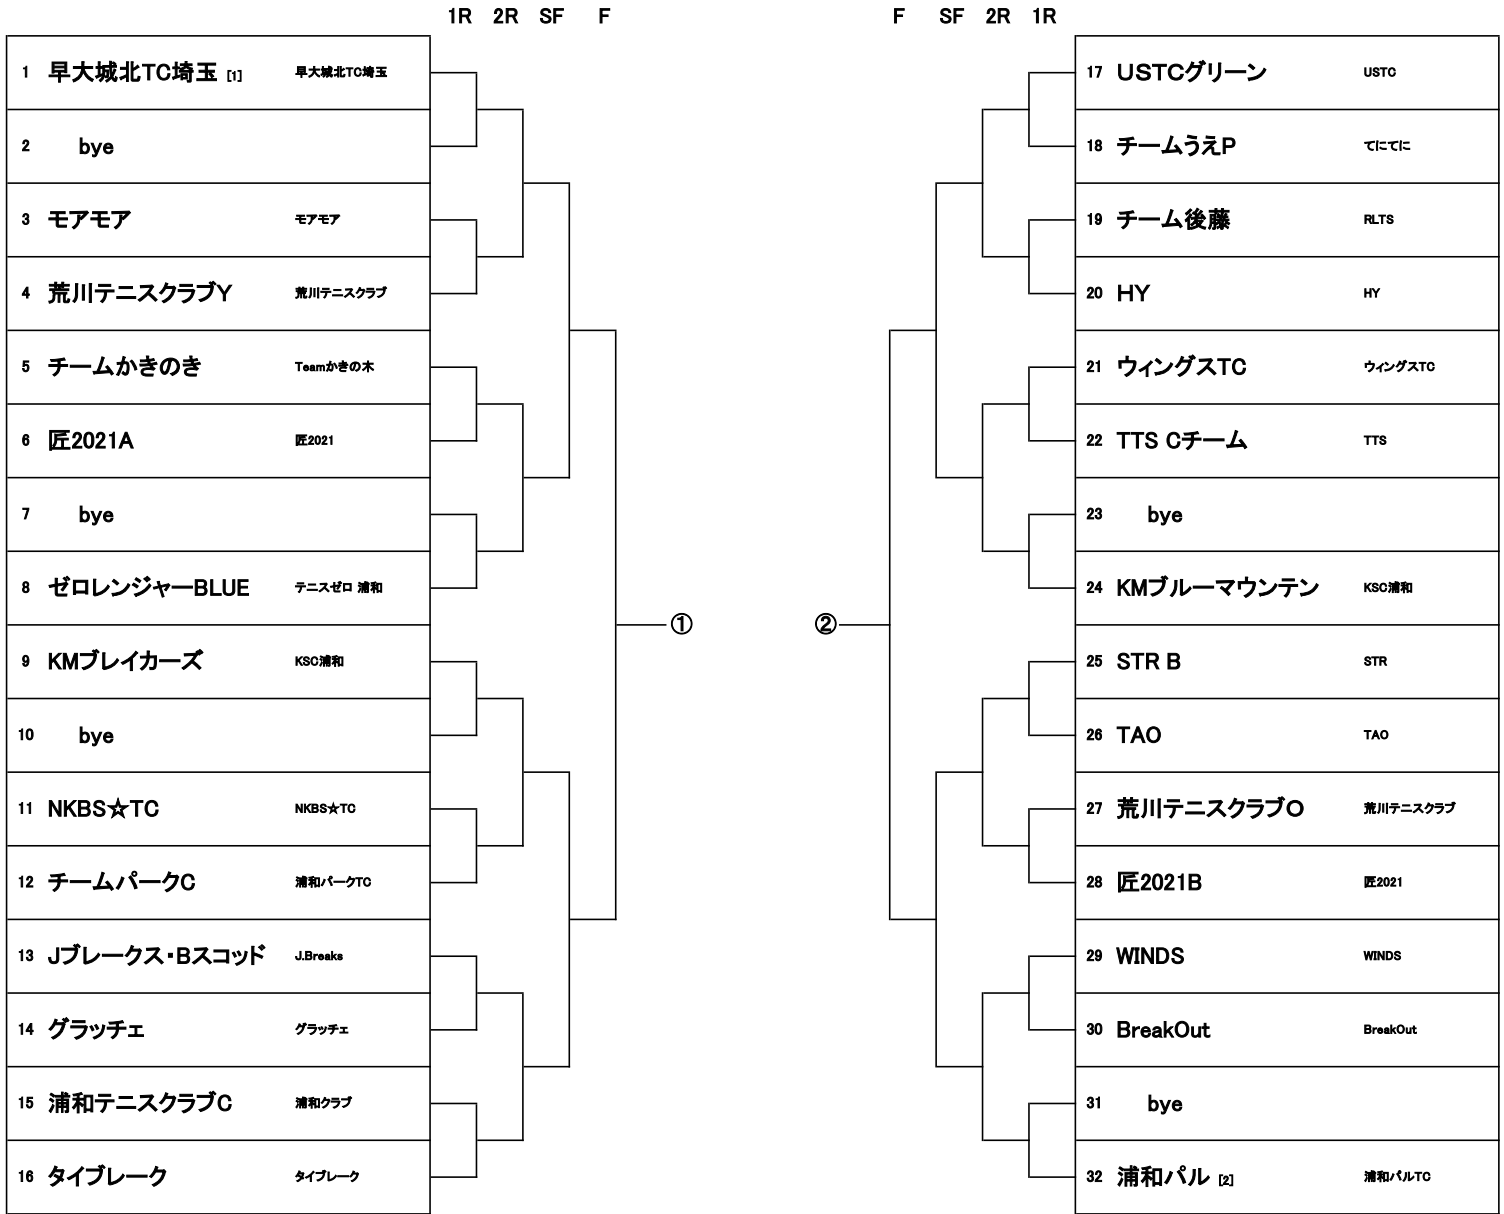 1R 2R SF F
F SF 2R 1R
1 早大城北TC埼玉 [1] 早大城北TC埼玉
2 bye
3 モアモア モアモア
4 荒川テニスクラブY 荒川テニスクラブ
5 チームかきのき Teamかきの木
6 匠2021A 匠2021
7 bye
8 ゼロレンジャーBLUE テニスゼロ 浦和
9 KMブレイカーズ KSC浦和
10 bye
11 NKBS☆TC NKBS☆TC
12 チームパークC 浦和パークTC
13 Jブレークス・Bスコッド J.Breaks
14 グラッチェ グラッチェ
15 浦和テニスクラブC 浦和クラブ
16 タイブレーク タイブレーク
①
②
17 USTCグリーン USTC
18 チームうえP てにてに
19 チーム後藤 RLTS
20 HY HY
21 ウィングスTC ウィングスTC
22 TTS Cチーム TTS
23 bye
24 KMブルーマウンテン KSC浦和
25 STR B STR
26 TAO TAO
27 荒川テニスクラブO 荒川テニスクラブ
28 匠2021B 匠2021
29 WINDS WINDS
30 BreakOut BreakOut
31 bye
32 浦和パル [2] 浦和パルTC